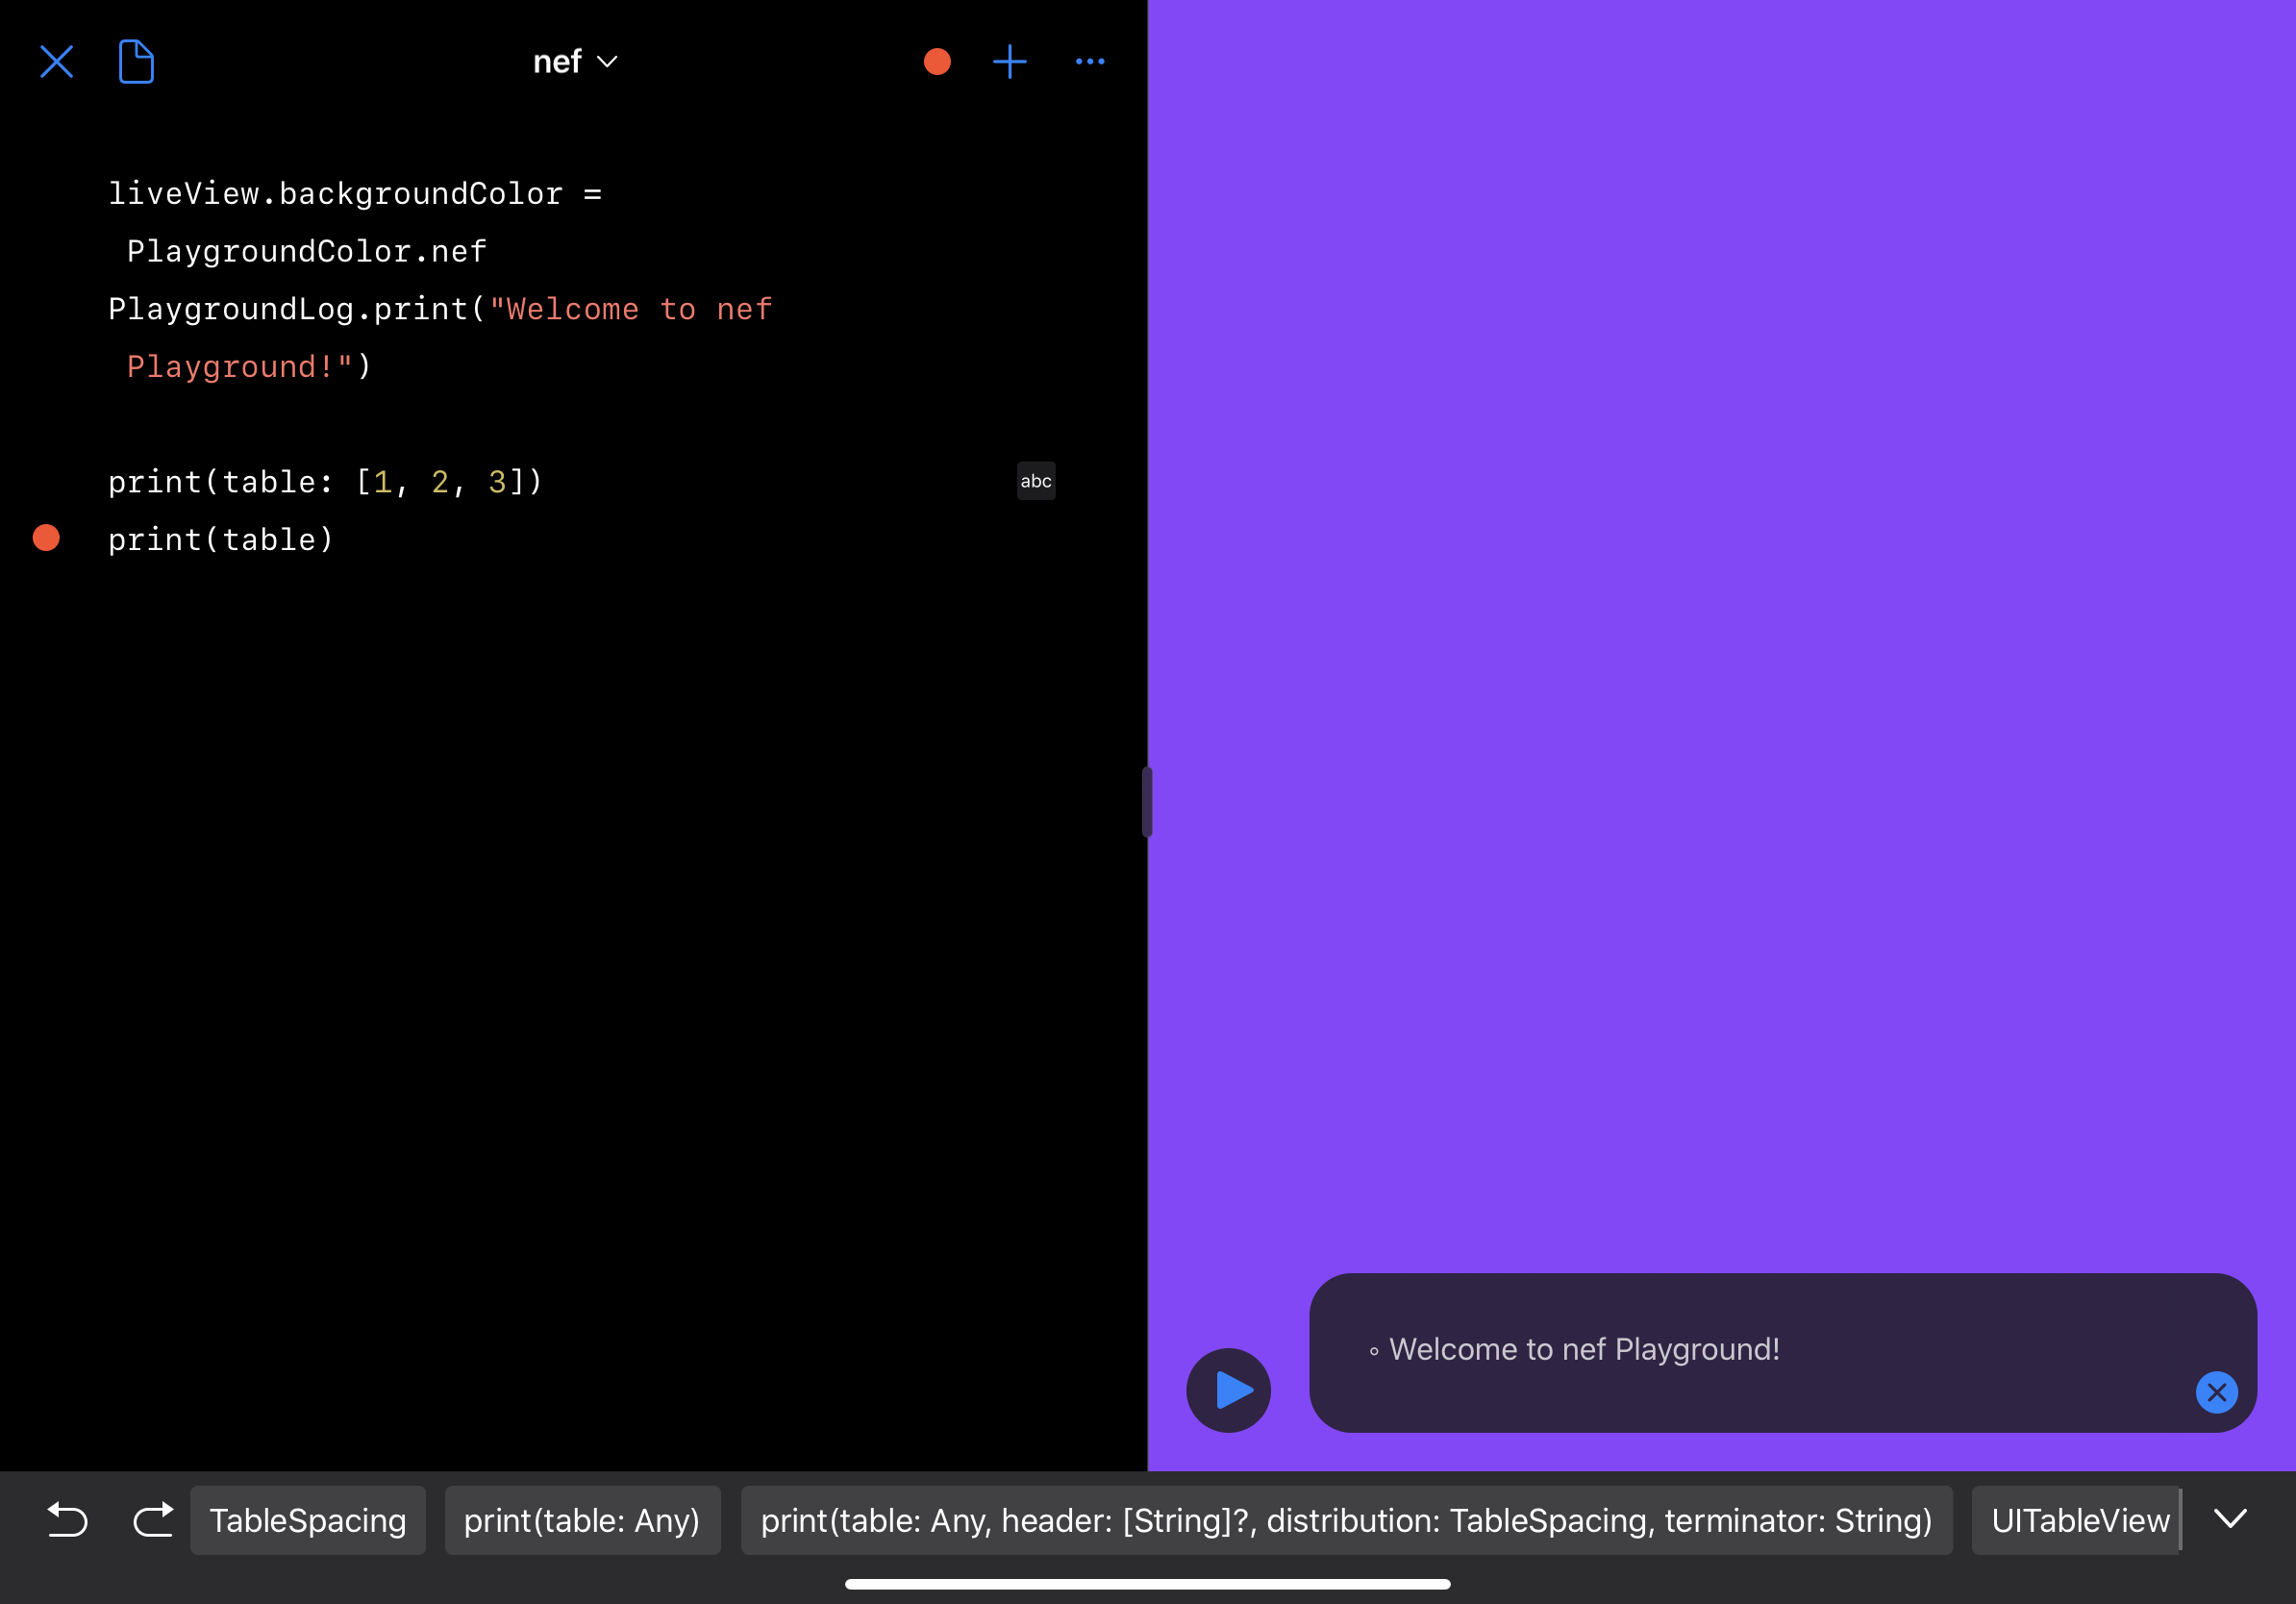 nef
liveView.backgroundColor =
PlaygroundColor.nef
PlaygroundLog.print("Welcome to nef
Playground!")
print(table: [1, 2, 3])
abc
print(table)
◦ Welcome to nef Playground!
TableSpacing
print(table: Any)
print(table: Any, header: [String]?, distribution: TableSpacing, terminator: String)
UITableView